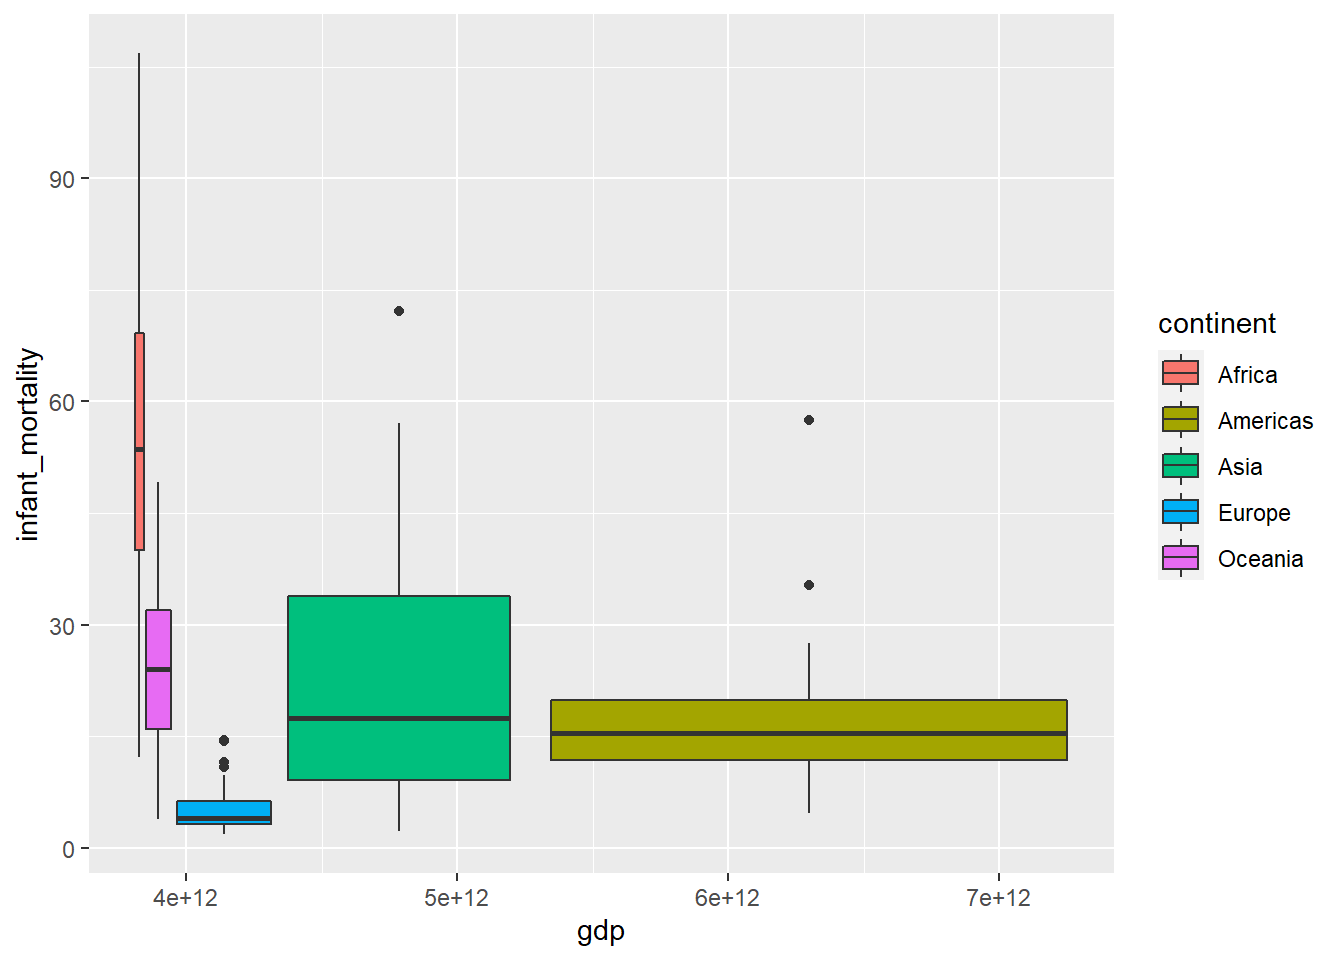 infant_mortality
90
60
30
0
4e+12
5e+12
6e+12
7e+12
gdp
continent
Africa
Americas
Asia
Europe
Oceania